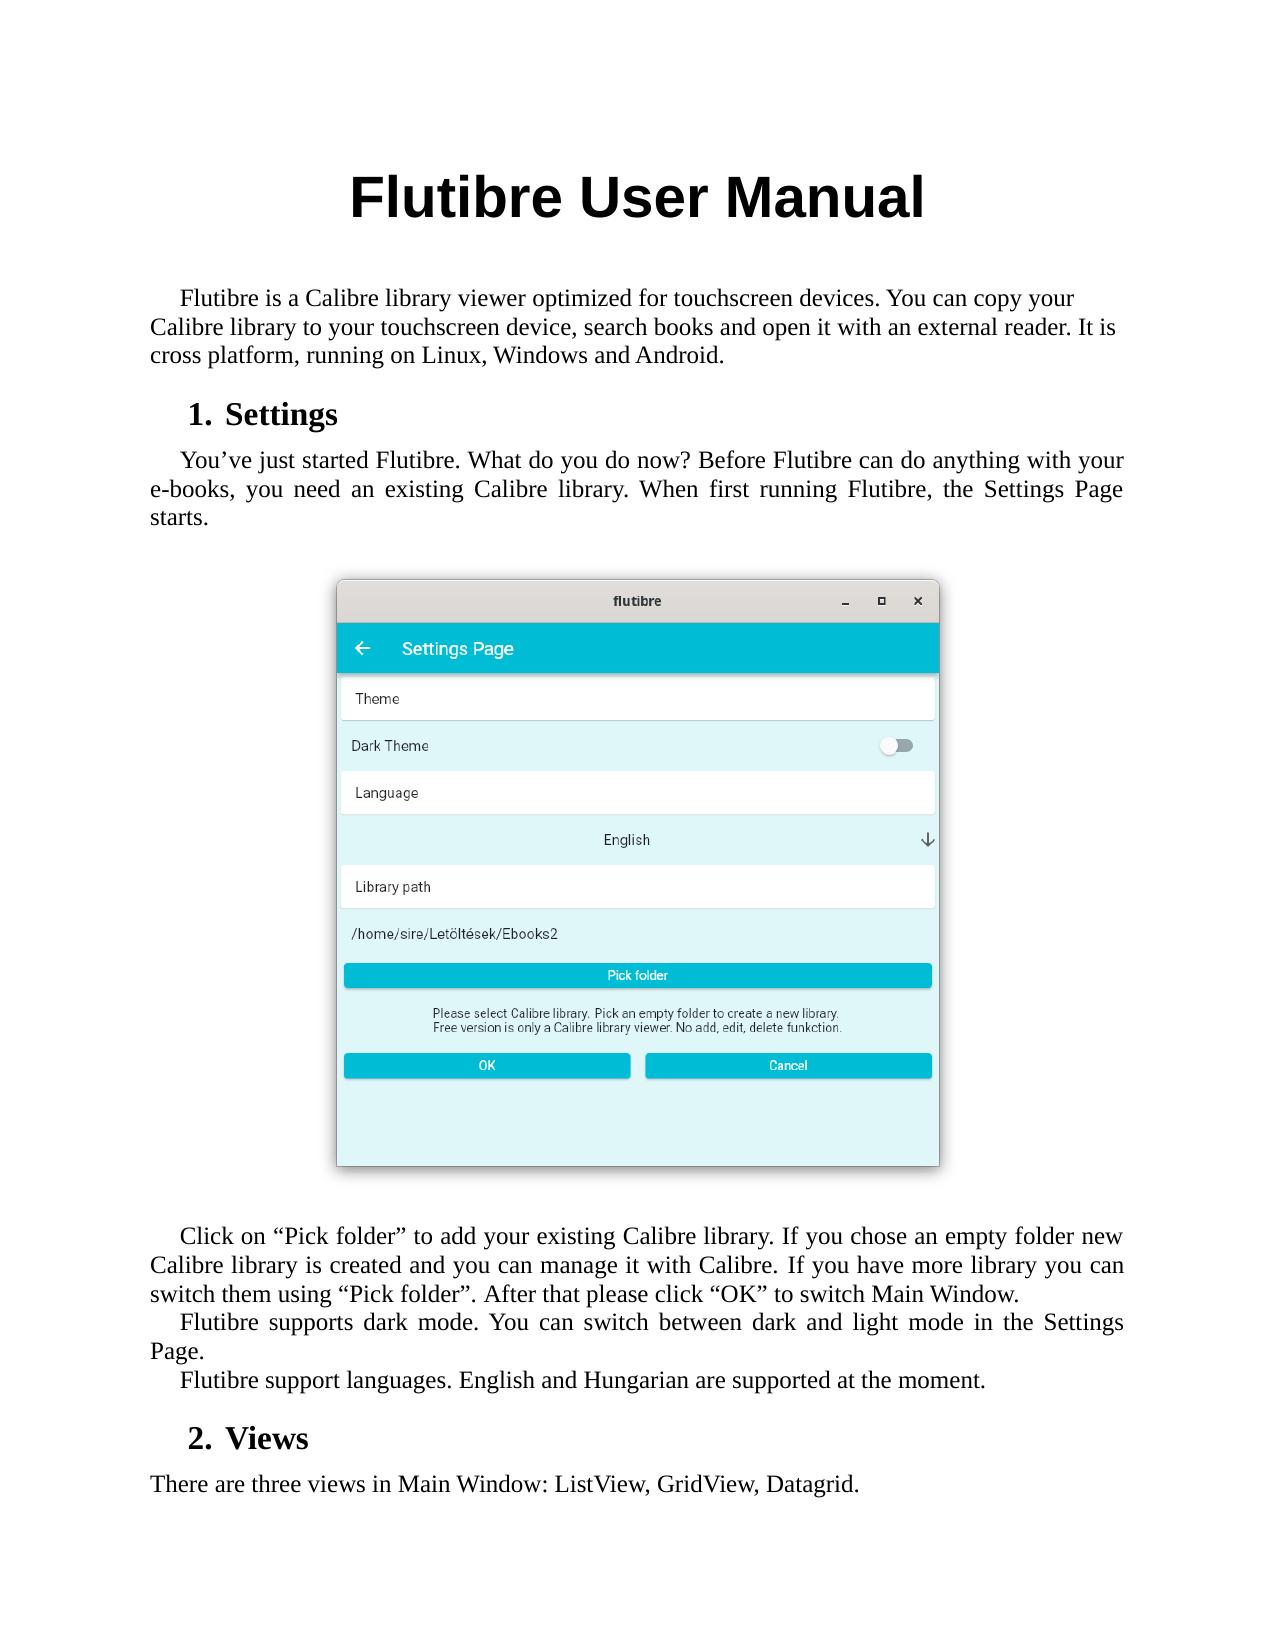 Flutibre User Manual
Flutibre is a Calibre library viewer optimized for touchscreen devices. You can copy your
Calibre library to your touchscreen device, search books and open it with an external reader. It is
cross platform, running on Linux, Windows and Android.
1. Settings
You’ve just started Flutibre. What do you do now? Before Flutibre can do anything with your
e-books, you need an existing Calibre library. When first running Flutibre, the Settings Page
starts.
flutibre
Settings Page
Theme
Dark Theme
Language
English
Library path
/home/sire/Letöltések/Ebooks2
Pick folder
Please select Calibre library. Pick an empty folder to create a new library.
Free version is only a Calibre library viewer. No add, edit, delete funkction.
OK Cancel
Click on “Pick folder” to add your existing Calibre library. If you chose an empty folder new
Calibre library is created and you can manage it with Calibre. If you have more library you can
switch them using “Pick folder”. After that please click “OK” to switch Main Window.
Flutibre supports dark mode. You can switch between dark and light mode in the Settings
Page.
Flutibre support languages. English and Hungarian are supported at the moment.
2. Views
There are three views in Main Window: ListView, GridView, Datagrid.